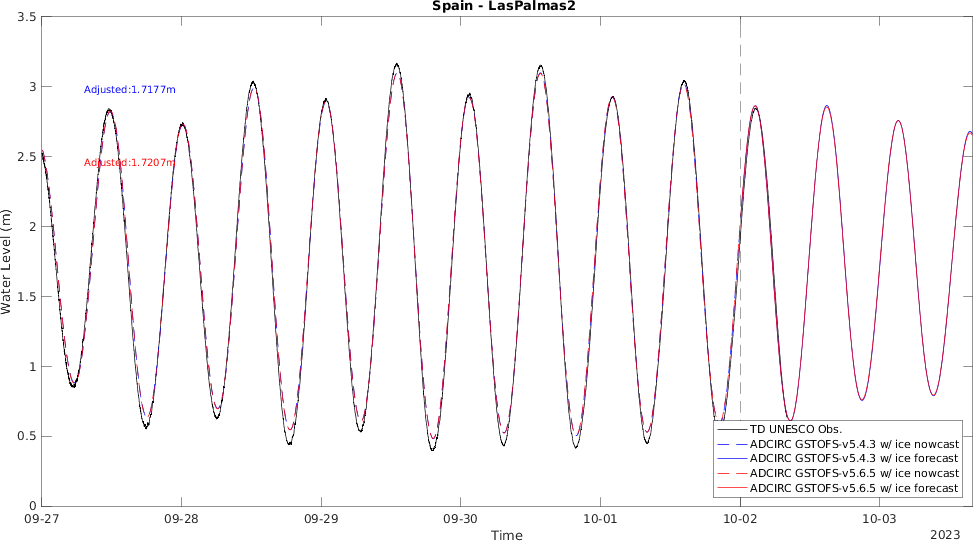 Spain - LasPalmas2
3.5
3
2.5
2
1.5
1
0.5
0
Water Level (m)
Adjusted:1.7177m
Adjusted:1.7207m
TD UNESCO Obs.
ADCIRC GSTOFS-v5.4.3 w/ ice nowcast
ADCIRC GSTOFS-v5.4.3 w/ ice forecast
ADCIRC GSTOFS-v5.6.5 w/ ice nowcast
ADCIRC GSTOFS-v5.6.5 w/ ice forecast
09-27 09-28 09-29 09-30 10-01 10-02 10-03
Time
2023